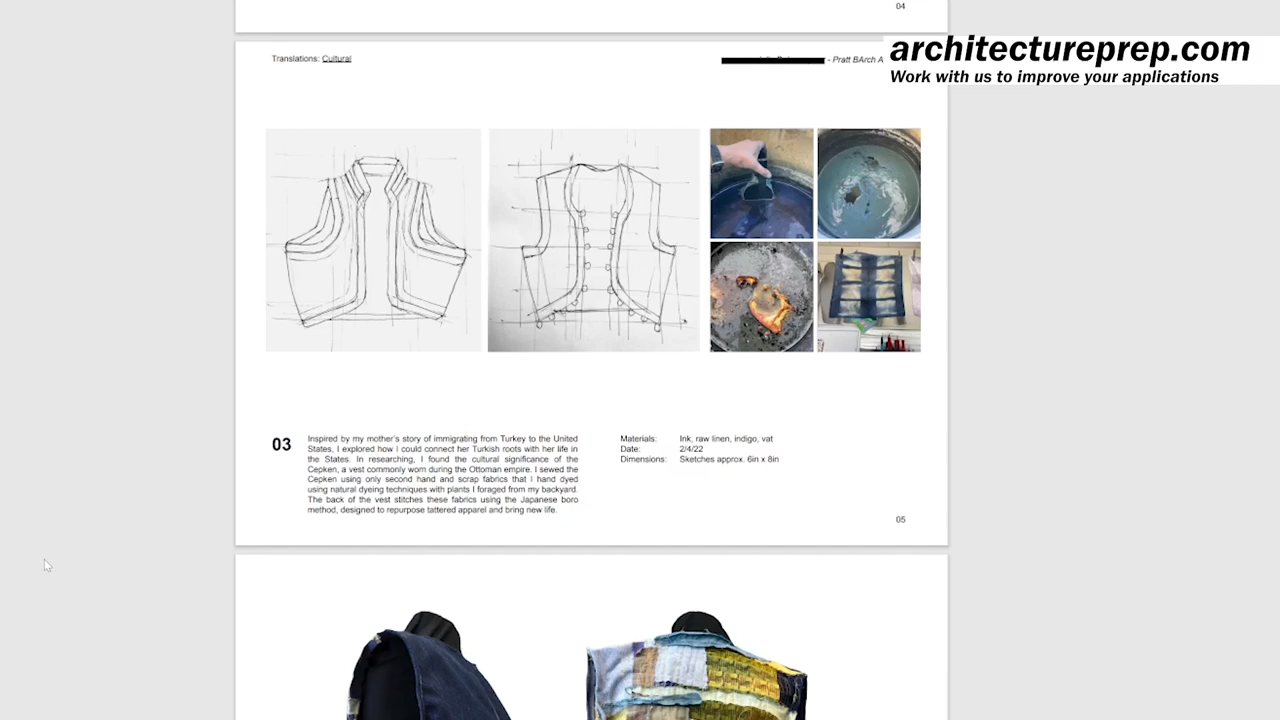 04
architectureprep.com
Work with us to improve your applications
Translations: Cultural
- Pratt BArch A
03
Inspired by my mother's story of immigrating from Turkey to the United
States, I explored how I could connect her Turkish roots with her life in
the States. In researching, I found the cultural significance of the
Cepken, a vest commonly worn during the Ottoman empire. I sewed the
Cepken using only second hand and scrap fabrics that I hand dyed
using natural dyeing techniques with plants I foraged from my backyard.
The back of the vest stitches these fabrics using the Japanese boro
method, designed to repurpose tattered apparel and bring new life.
Materials: Ink, raw linen, indigo, vat
Date: 2/4/22
Dimensions: Sketches approx. 6in x 8in
05